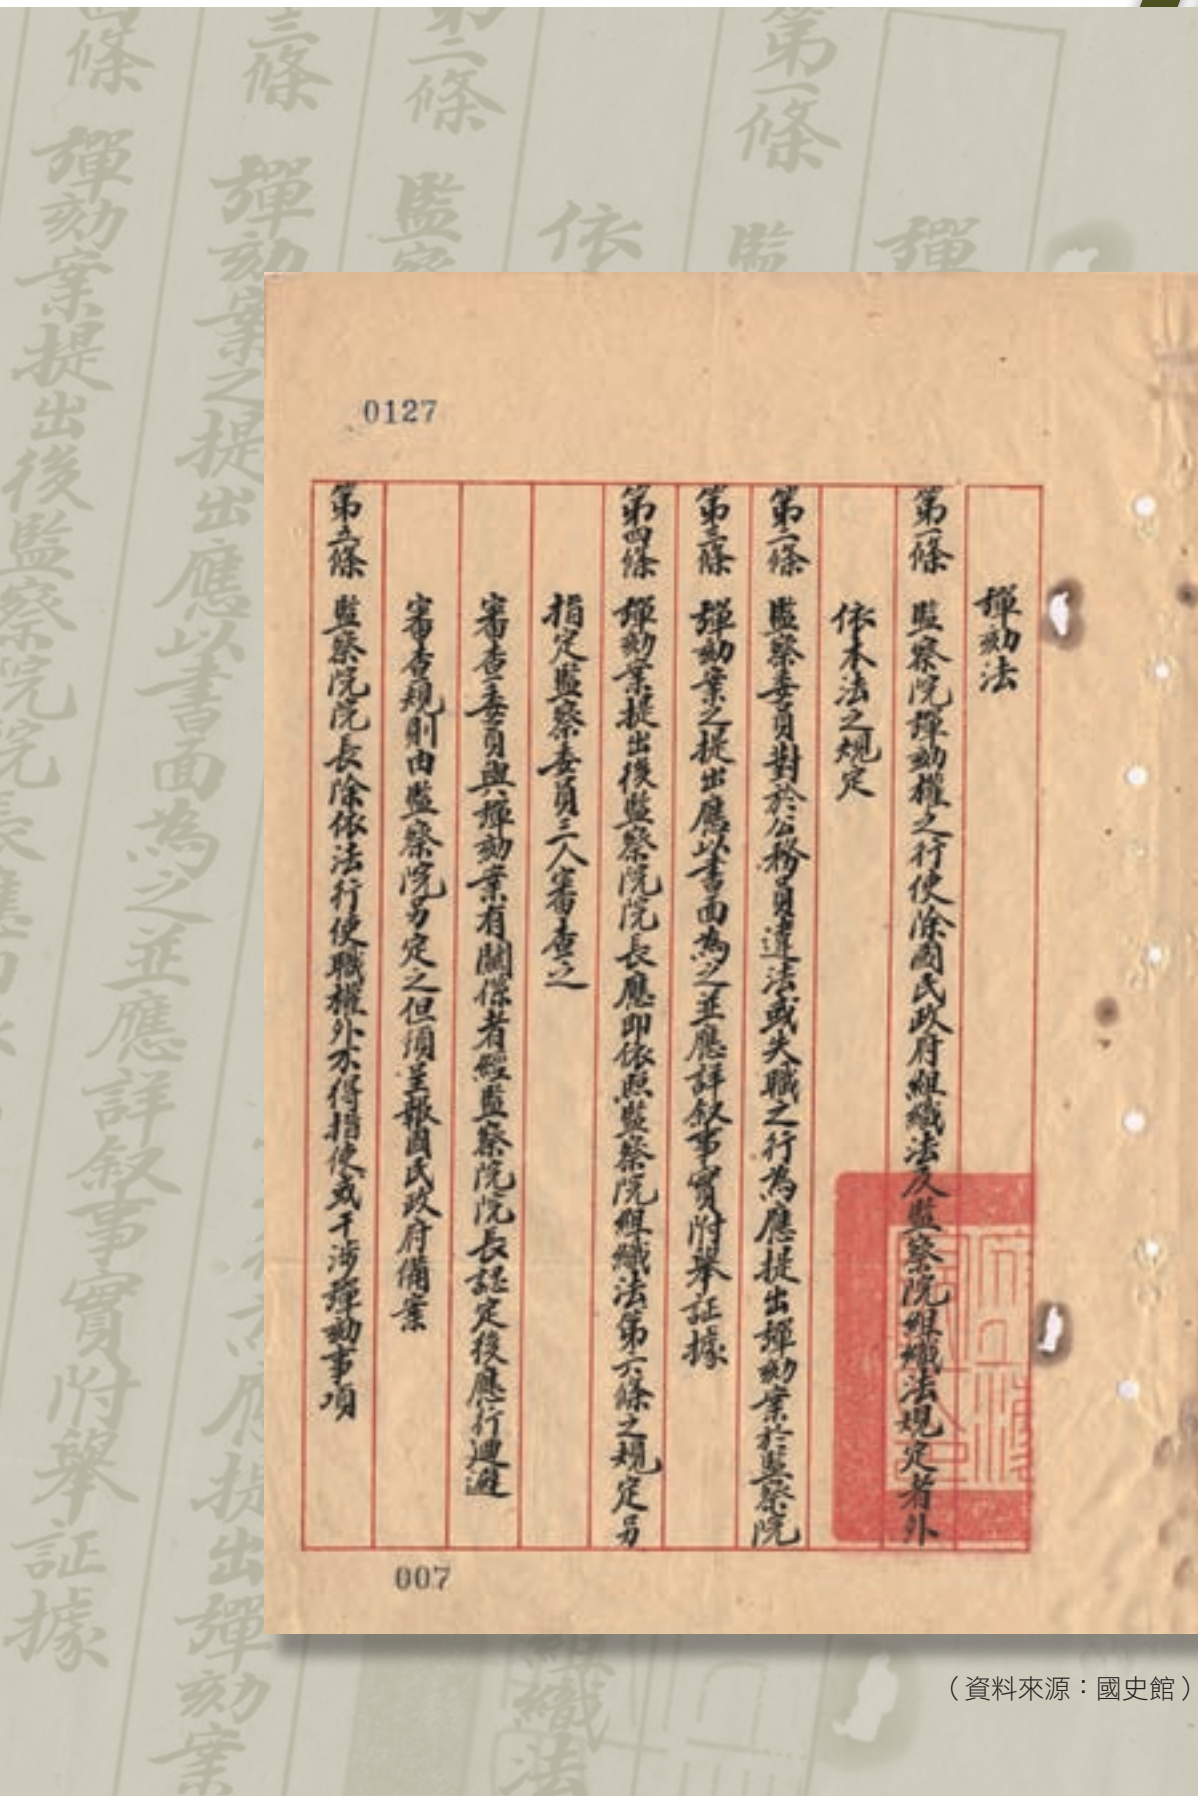 0127
彈劾法
第一條 監察院彈劾權之行使除國民政府組織法及監察院組織法規定者外
依本法之規定
第二條 監察委員對於公務員違法或失職之行為應提出彈劾案於監察院
第三條 彈劾案之提出應以書面為之並應詳敘事實附舉証據
第四條 彈劾案提出後監察院院長應即依照監察院組織法第六條之規定另
指定監察委員三人審查之
審查委員與彈劾案有關係者經監察院院長認定後應行迴避
審查規則由監察院另定之但須呈報國民政府備案
第五條 監察院院長除依法行使職權外不得指使或干涉彈劾事項
007
(資料來源:國史館)